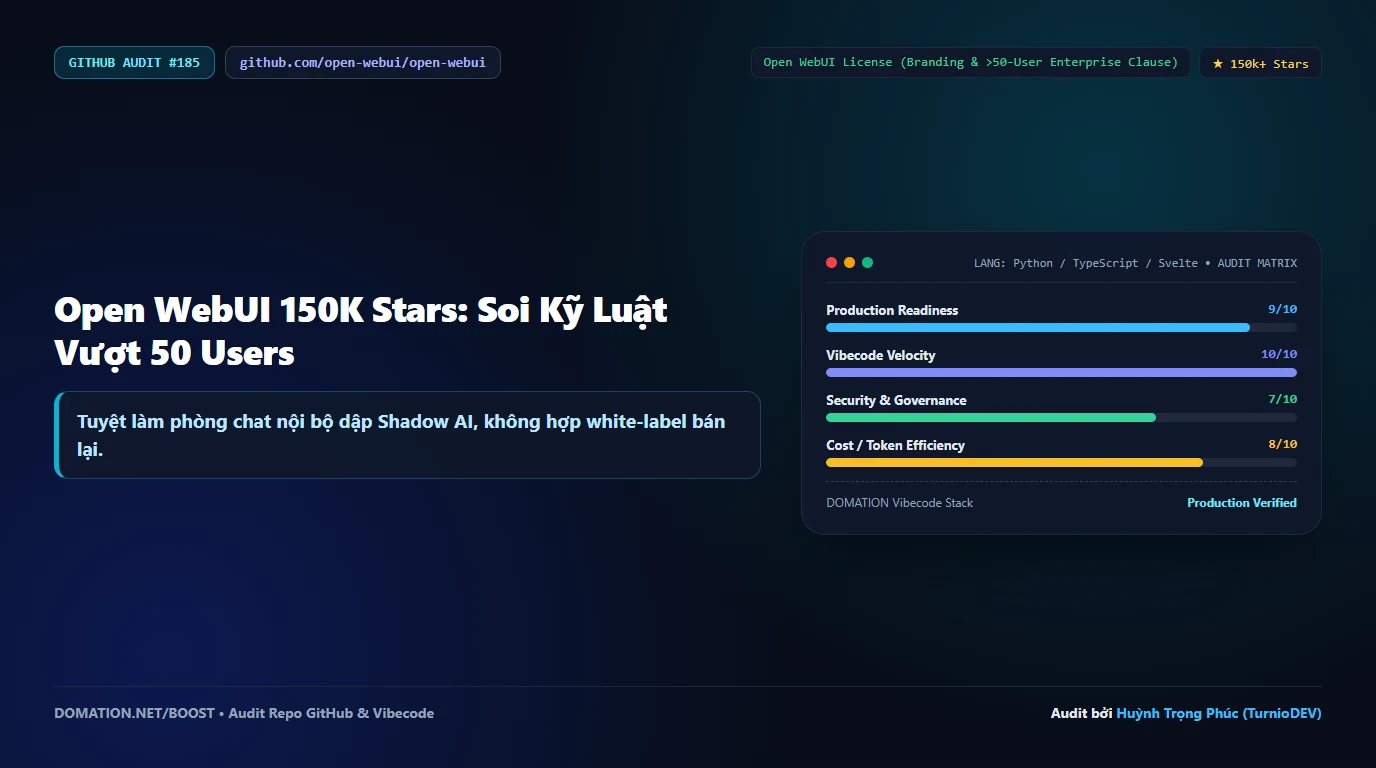 GITHUB AUDIT #185
github.com/open-webui/open-webui
Open WebUI License (Branding & >50-User Enterprise Clause)
★ 150k+ Stars
Open WebUI 150K Stars: Soi Kỹ Luật
Vượt 50 Users
Tuyệt làm phòng chat nội bộ dập Shadow AI, không hợp white-label bán
lại.
LANG: Python / TypeScript / Svelte • AUDIT MATRIX
Production Readiness 9/10
Vibecode Velocity 10/10
Security & Governance 7/10
Cost / Token Efficiency 8/10
DOMATION Vibecode Stack Production Verified
DOMATION.NET/BOOST • Audit Repo GitHub & Vibecode
Audit bởi Huỳnh Trọng Phúc (TurnioDEV)